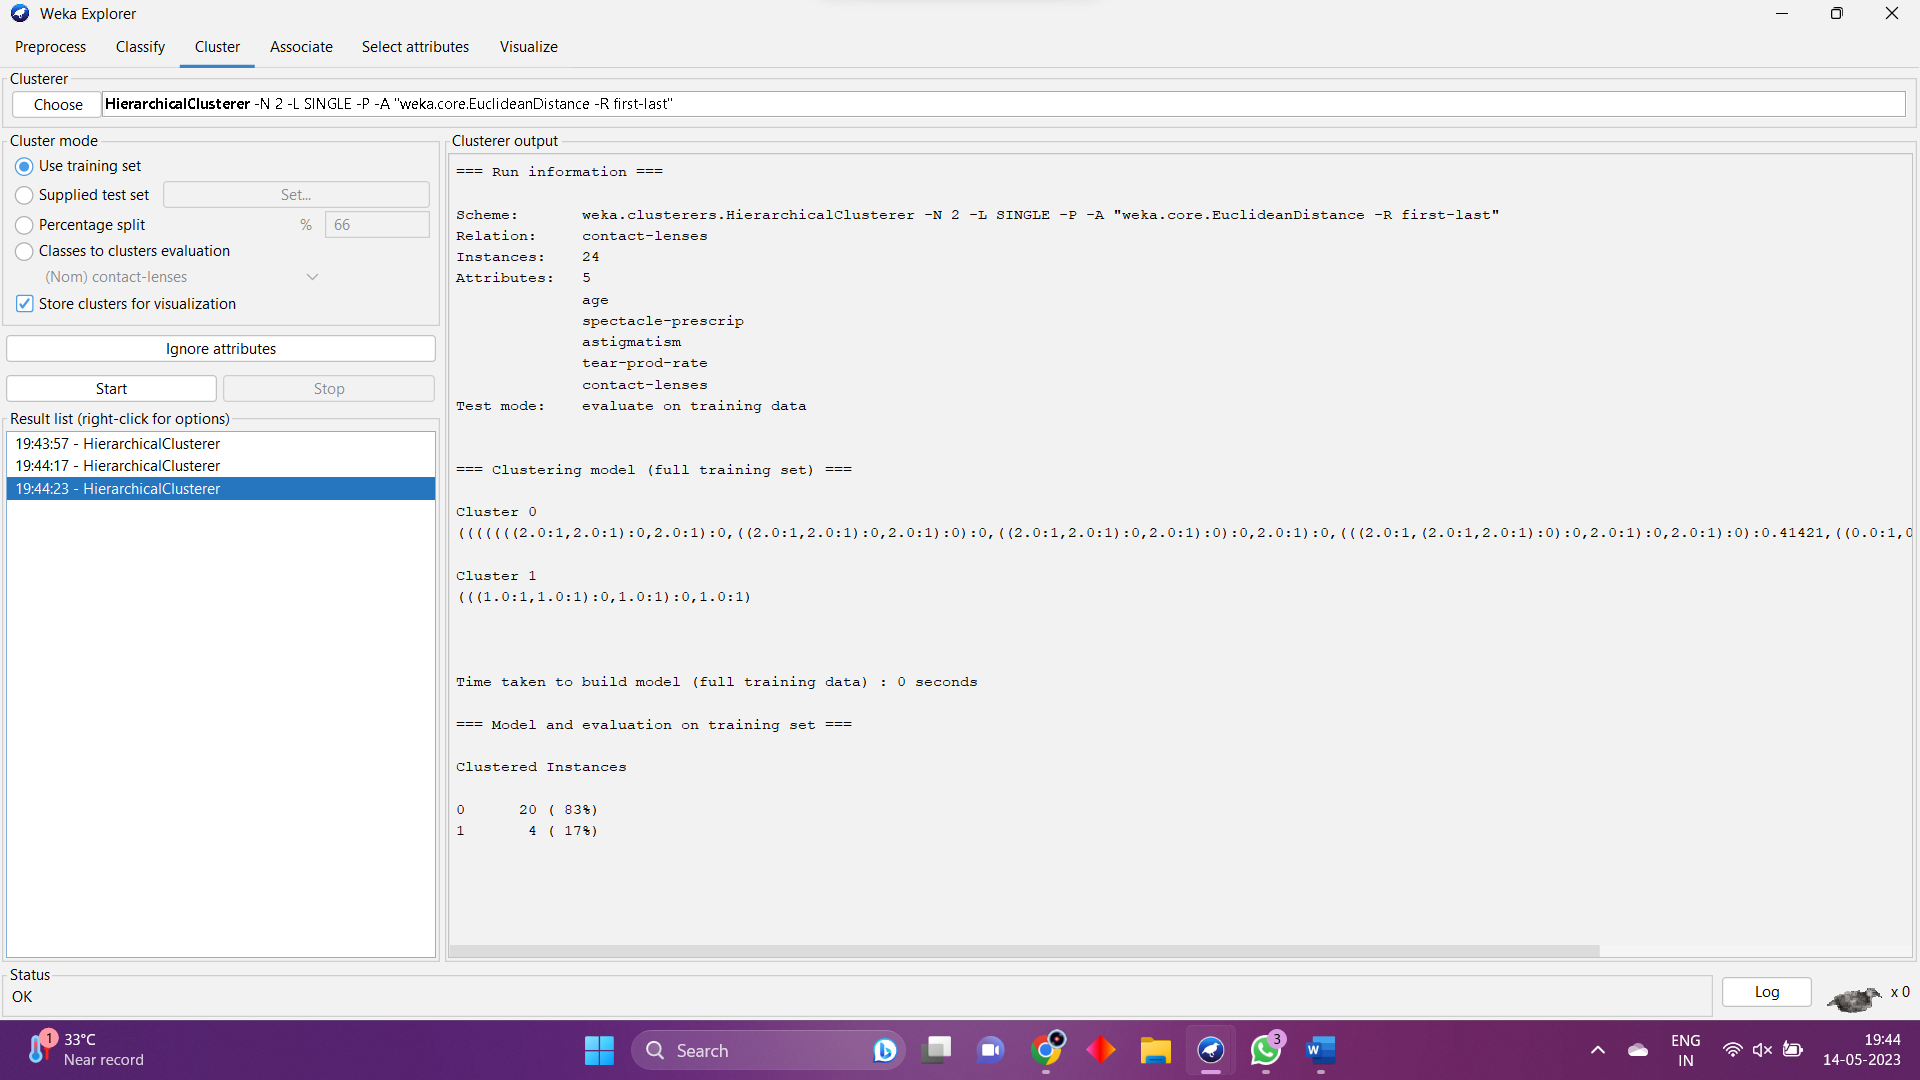 Weka Explorer
Preprocess Classify Cluster Associate Select attributes Visualize
Clusterer
Choose HierarchicalClusterer -N 2 -L SINGLE -P -A "weka.core.EuclideanDistance -R first-last"
Cluster mode
Use training set
Supplied test set Set...
Percentage split % 66
Classes to clusters evaluation
(Nom) contact-lenses
Store clusters for visualization
Ignore attributes
Start Stop
Result list (right-click for options)
19:43:57 - HierarchicalClusterer
19:44:17 - HierarchicalClusterer
19:44:23 - HierarchicalClusterer
Clusterer output
=== Run information ===
Scheme: weka.clusterers.HierarchicalClusterer -N 2 -L SINGLE -P -A "weka.core.EuclideanDistance -R first-last"
Relation: contact-lenses
Instances: 24
Attributes: 5
age
spectacle-prescrip
astigmatism
tear-prod-rate
contact-lenses
Test mode: evaluate on training data
=== Clustering model (full training set) ===
Cluster 0
(((((((2.0:1,2.0:1):0,2.0:1):0,((2.0:1,2.0:1):0,2.0:1):0):0,((2.0:1,2.0:1):0,2.0:1):0):0,2.0:1):0,(((2.0:1,(2.0:1,2.0:1):0):0,2.0:1):0,2.0:1):0):0.41421,((0.0:1,0
Cluster 1
(((1.0:1,1.0:1):0,1.0:1):0,1.0:1)
Time taken to build model (full training data) : 0 seconds
=== Model and evaluation on training set ===
Clustered Instances
0 20 ( 83%)
1 4 ( 17%)
Status
OK
Log x 0
1 33°C
Near record
Search
3
ENG
IN
19:44
14-05-2023